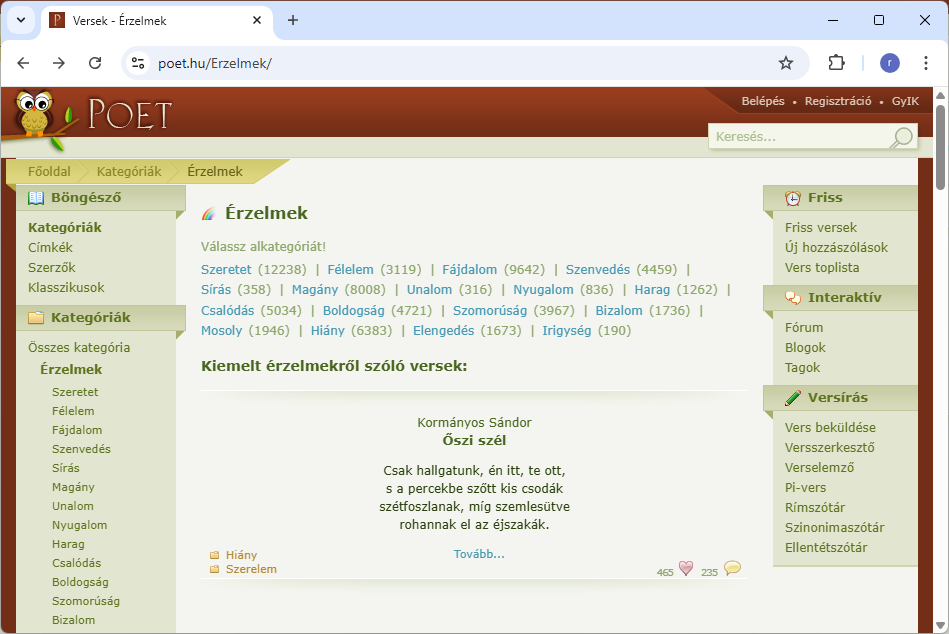 Versek - Érzelmek
poet.hu/Érzelmek/
r
POET
Belépés • Regisztráció • GyIK
Keresés...
Főoldal Kategóriák Érzelmek
Böngésző
Kategóriák
Címkék
Szerzők
Klasszikusok
Kategóriák
Összes kategória
Érzelmek
Szeretet
Félelem
Fájdalom
Szenvedés
Sírás
Magány
Unalom
Nyugalom
Harag
Csalódás
Boldogság
Szomorúság
Bizalom
Érzelmek
Válassz alkategóriát!
Szeretet (12238) | Félelem (3119) | Fájdalom (9642) | Szenvedés (4459) |
Sírás (358) | Magány (8008) | Unalom (316) | Nyugalom (836) | Harag (1262) |
Csalódás (5034) | Boldogság (4721) | Szomorúság (3967) | Bizalom (1736) |
Mosoly (1946) | Hiány (6383) | Elengedés (1673) | Irigység (190)
Kiemelt érzelmekről szóló versek:
Kormányos Sándor
Őszi szél
Csak hallgatunk, én itt, te ott,
s a percekbe szőtt kis csodák
szétfoszlanak, míg szemlesütve
rohannak el az éjszakák.
Tovább...
Hiány
Szerelem
465 235
Friss
Friss versek
Új hozzászólások
Vers toplista
Interaktív
Fórum
Blogok
Tagok
Versírás
Vers beküldése
Versszerkesztő
Verselemző
Pi-vers
Rímszótár
Szinonimaszótár
Ellentétszótár